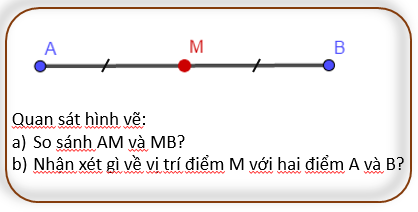 A M B
Quan sát hình vẽ:
a) So sánh AM và MB?
b) Nhận xét gì về vị trí điểm M với hai điểm A và B?